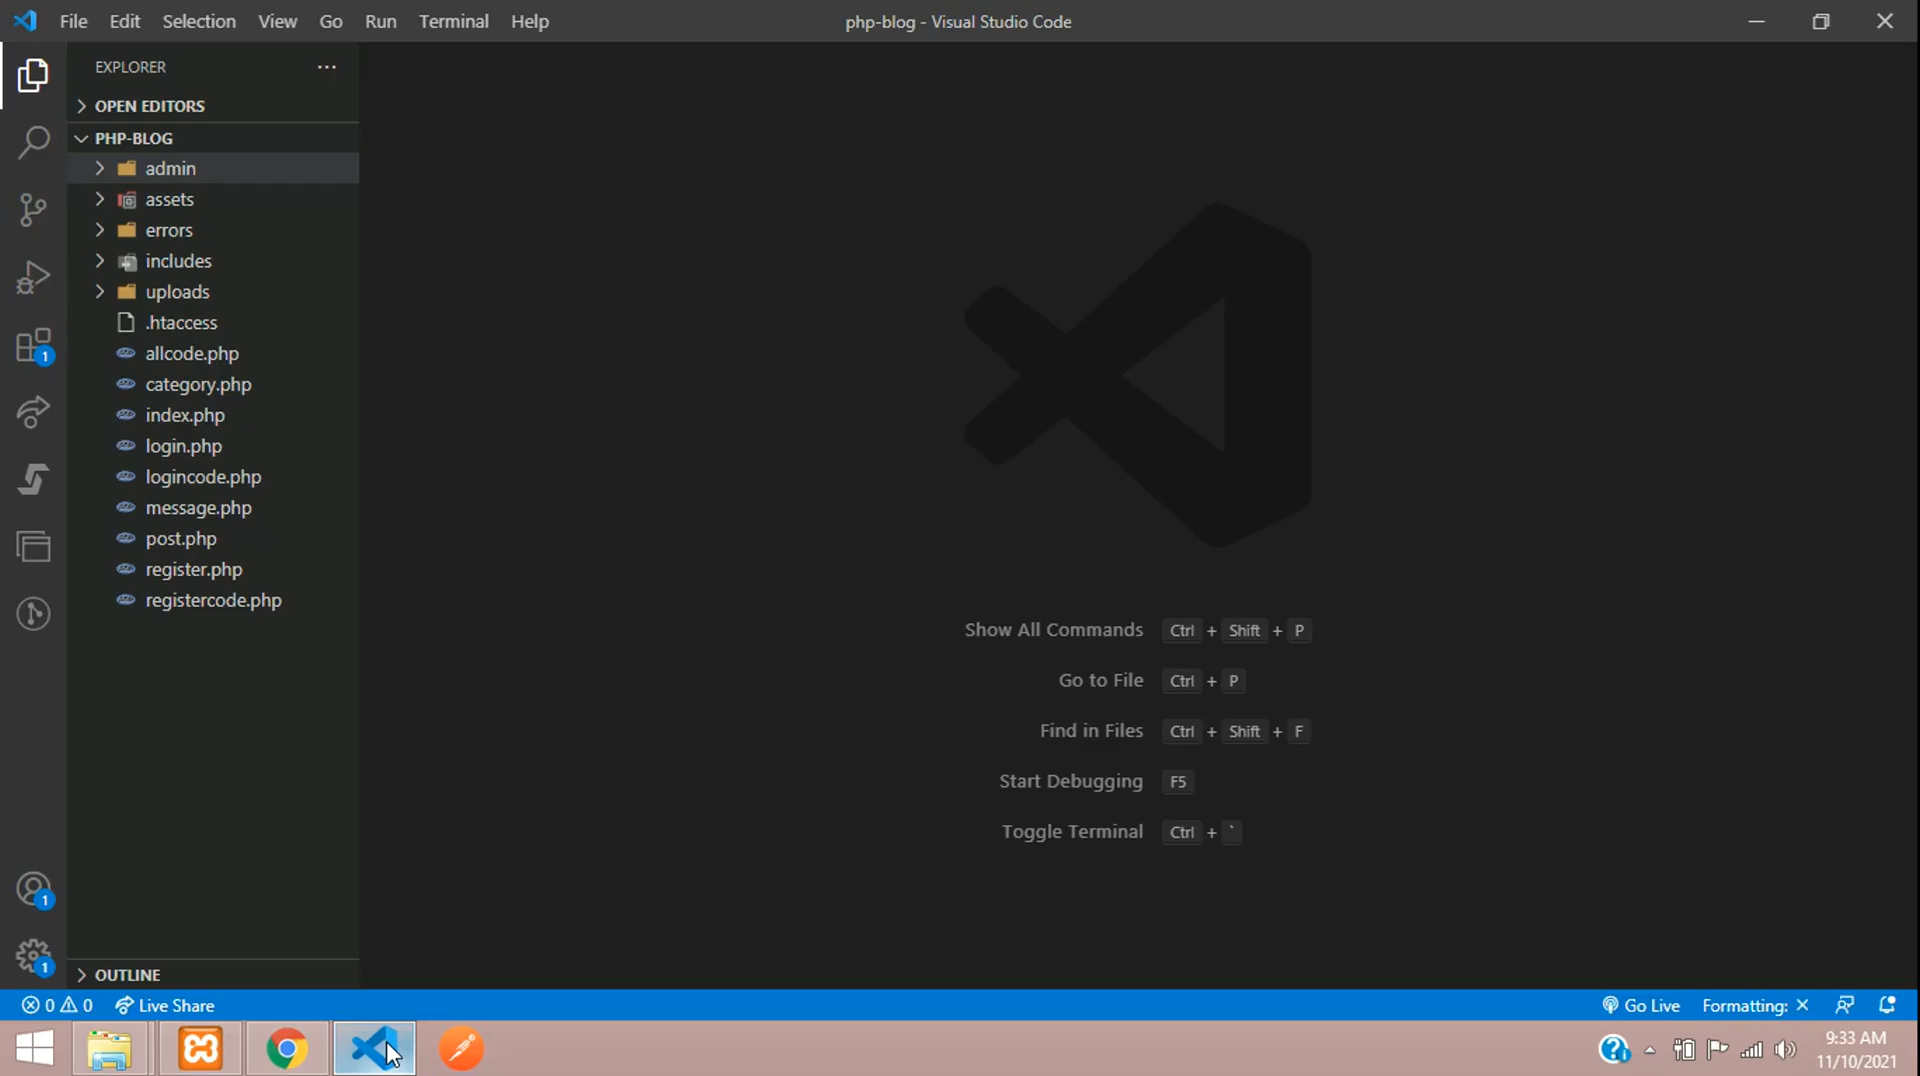 File Edit Selection View Go Run Terminal Help
php-blog - Visual Studio Code
EXPLORER
OPEN EDITORS
PHP-BLOG
admin
assets
errors
includes
uploads
.htaccess
allcode.php
category.php
index.php
login.php
logincode.php
message.php
post.php
register.php
registercode.php
OUTLINE
Show All Commands Ctrl + Shift + P
Go to File Ctrl + P
Find in Files Ctrl + Shift + F
Start Debugging F5
Toggle Terminal Ctrl + `
1
1
1
0 0 Live Share
Go Live Formatting: ×
9:33 AM
11/10/2021